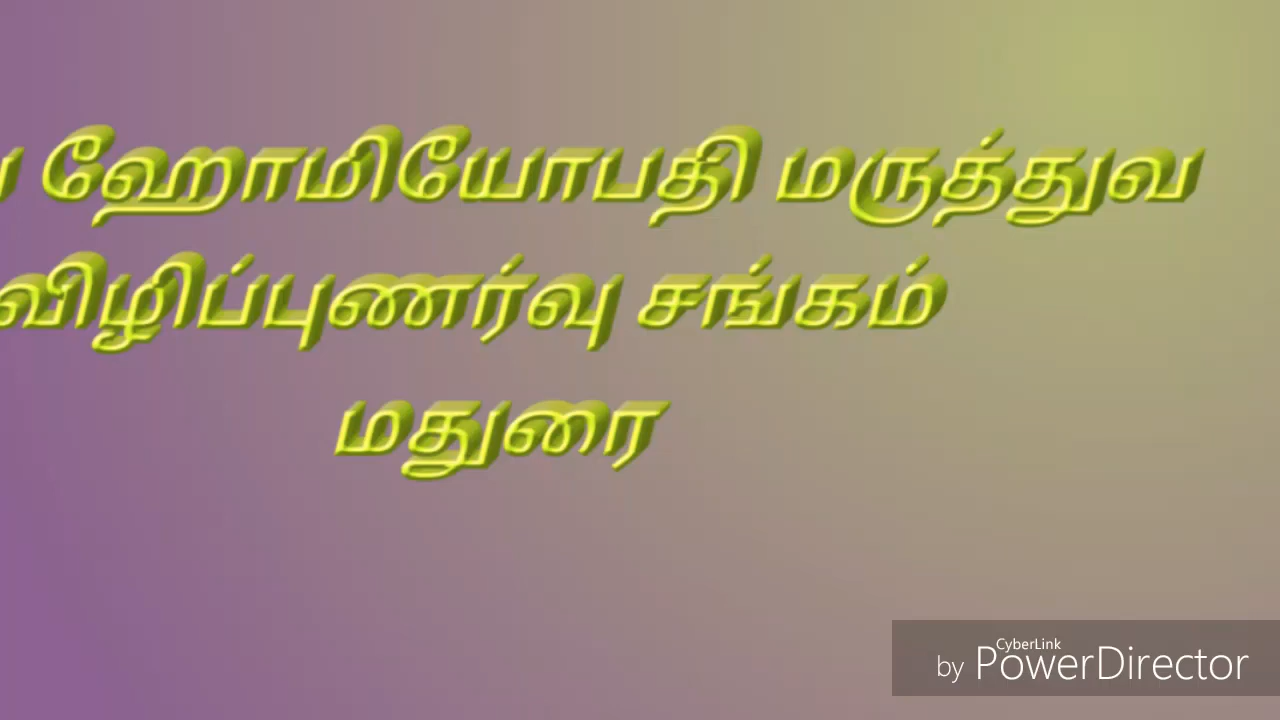 ஹோமியோபதி மருத்துவ
விழிப்புணர்வு சங்கம்
மதுரை
CyberLink
by PowerDirector